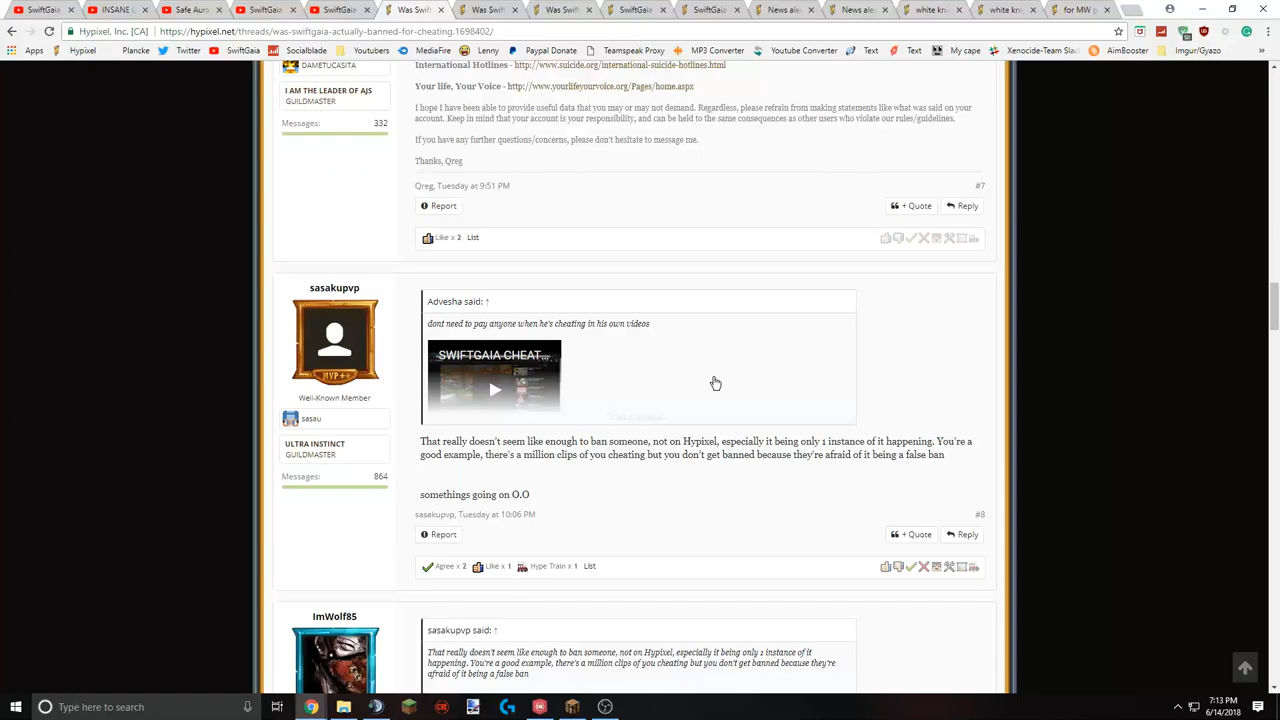 SwiftGaia
INSANE S
Safe Aura
SwiftGaia
SwiftGaia
Was Swif
Was Swif
Was Swif
SwiftGaia
SwiftGaia
News ale
News ale
white kn
white kn
for MW p
Hypixel, Inc. [CA] https://hypixel.net/threads/was-swiftgaia-actually-banned-for-cheating.1698402/
Apps Hypixel Plancke Twitter SwiftGaia Socialblade Youtubers MediaFire Lenny Paypal Donate Teamspeak Proxy MP3 Converter Youtube Converter Text Text My cape Xenocide-Team Slac AimBooster Imgur/Gyazo
DAMETUCASITA
I AM THE LEADER OF AJS
GUILDMASTER
Messages: 332
International Hotlines - http://www.suicide.org/international-suicide-hotlines.html
Your life, Your Voice - http://www.yourlifeyourvoice.org/Pages/home.aspx
I hope I have been able to provide useful data that you may or may not demand. Regardless, please refrain from making statements like what was said on your
account. Keep in mind that your account is your responsibility, and can be held to the same consequences as other users who violate our rules/guidelines.
If you have any further questions/concerns, please don't hesitate to message me.
Thanks, Qreg
Qreg, Tuesday at 9:51 PM #7
Report + Quote Reply
Like x 2 List
sasakupvp
MVP++
Well-Known Member
sasau
ULTRA INSTINCT
GUILDMASTER
Messages: 864
Advesha said: ↑
dont need to pay anyone when he's cheating in his own videos
SWIFTGAIA CHEAT...
That really doesn't seem like enough to ban someone, not on Hypixel, especially it being only 1 instance of it happening. You're a
good example, there's a million clips of you cheating but you don't get banned because they're afraid of it being a false ban
somethings going on O.O
sasakupvp, Tuesday at 10:06 PM #8
Report + Quote Reply
Agree x 2 Like x 1 Hype Train x 1 List
ImWolf85
sasakupvp said: ↑
That really doesn't seem like enough to ban someone, not on Hypixel, especially it being only 1 instance of it
happening. You're a good example, there's a million clips of you cheating but you don't get banned because they're
afraid of it being a false ban
Type here to search
7:13 PM
6/14/2018